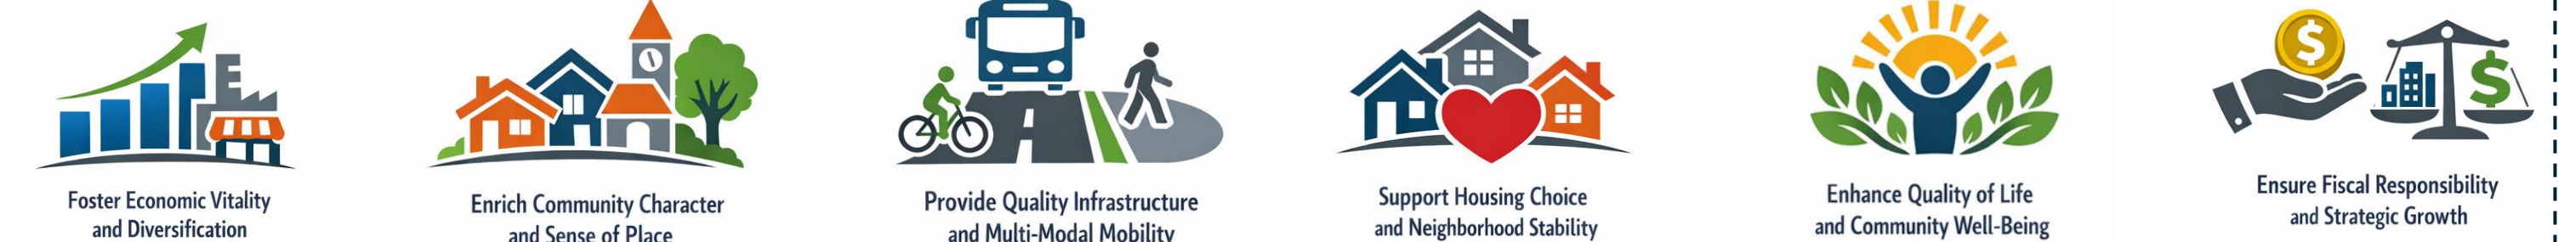 Foster Economic Vitality
and Diversification
Enrich Community Character
and Sense of Place
Provide Quality Infrastructure
and Multi-Modal Mobility
Support Housing Choice
and Neighborhood Stability
Enhance Quality of Life
and Community Well-Being
$
$
Ensure Fiscal Responsibility
and Strategic Growth